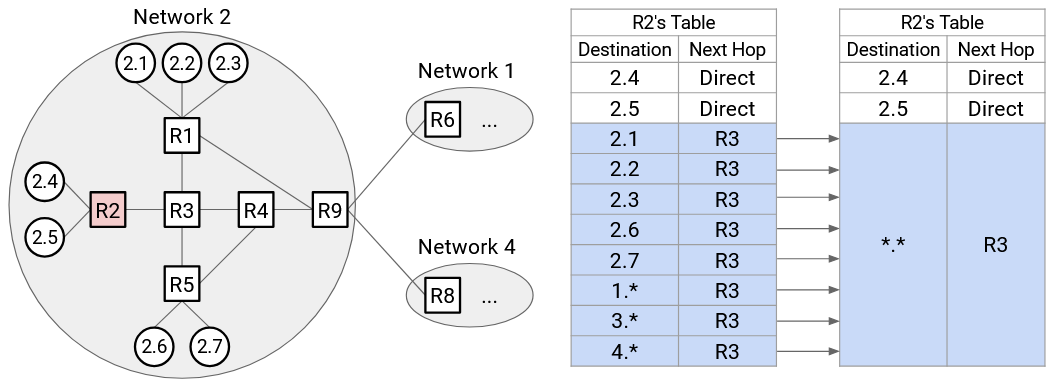 Network 2
2.1 2.2 2.3
R1
2.4
2.5
R2 R3 R4 R9
R5
2.6 2.7
Network 1
R6 ...
Network 4
R8 ...
R2's Table
Destination Next Hop
2.4 Direct
2.5 Direct
2.1 R3
2.2 R3
2.3 R3
2.6 R3
2.7 R3
1.* R3
3.* R3
4.* R3
R2's Table
Destination Next Hop
2.4 Direct
2.5 Direct
*.* R3